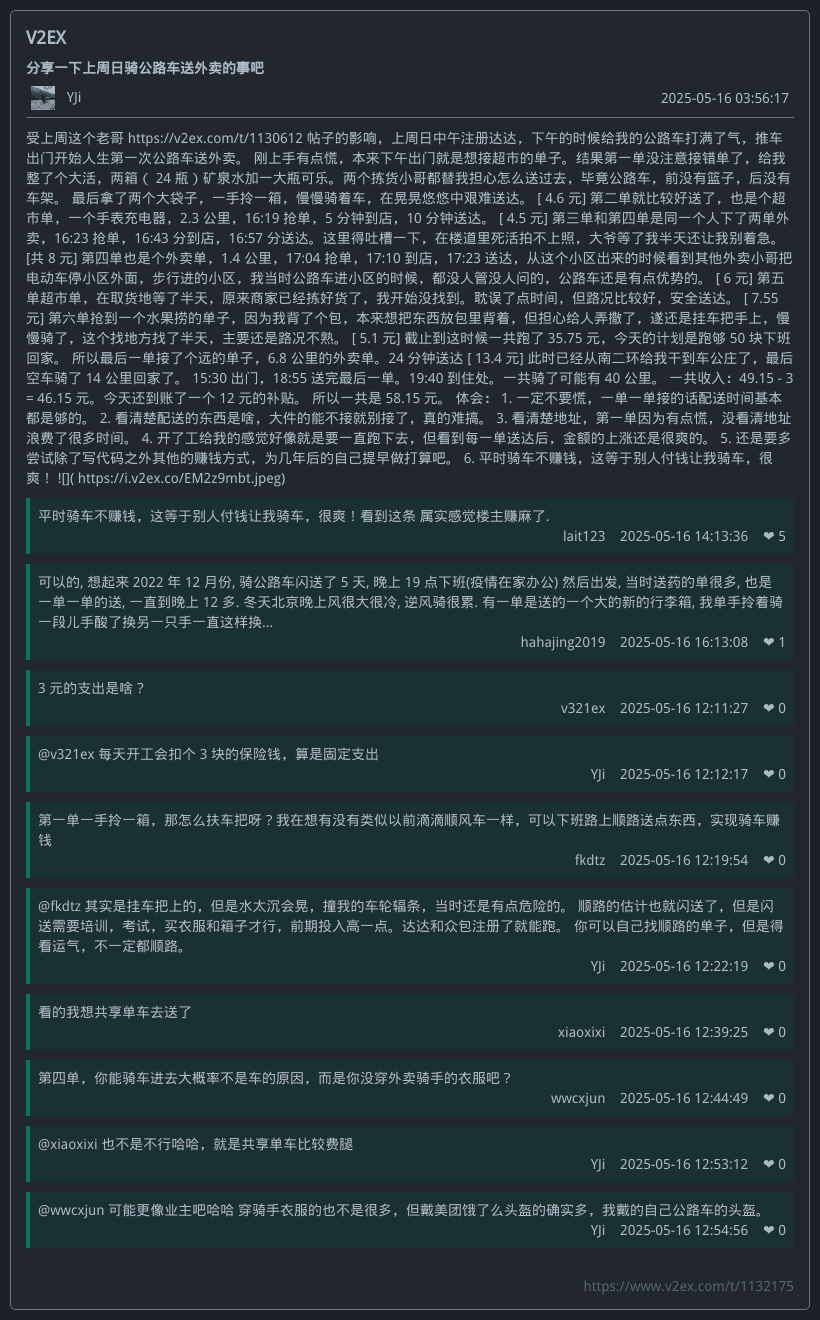 V2EX
分享一下上周日骑公路车送外卖的事吧
YJi 2025-05-16 03:56:17
受上周这个老哥 https://v2ex.com/t/1130612 帖子的影响，上周日中午注册达达，下午的时候给我的公路车打满了气，推车
出门开始人生第一次公路车送外卖。 刚上手有点慌，本来下午出门就是想接超市的单子。结果第一单没注意接错单了，给我
整了个大活，两箱（ 24 瓶 ）矿泉水加一大瓶可乐。两个拣货小哥都替我担心怎么送过去，毕竟公路车，前没有篮子，后没有
车架。 最后拿了两个大袋子，一手拎一箱，慢慢骑着车，在晃晃悠悠中艰难送达。 [ 4.6 元] 第二单就比较好送了，也是个超
市单，一个手表充电器，2.3 公里，16:19 抢单，5 分钟到店，10 分钟送达。 [ 4.5 元] 第三单和第四单是同一个人下了两单外
卖，16:23 抢单，16:43 分到店，16:57 分送达。这里得吐槽一下，在楼道里死活拍不上照，大爷等了我半天还让我别着急。
[共 8 元] 第四单也是个外卖单，1.4 公里，17:04 抢单，17:10 到店，17:23 送达，从这个小区出来的时候看到其他外卖小哥把
电动车停小区外面，步行进的小区，我当时公路车进小区的时候，都没人管没人问的，公路车还是有点优势的。 [ 6 元] 第五
单超市单，在取货地等了半天，原来商家已经拣好货了，我开始没找到。耽误了点时间，但路况比较好，安全送达。 [ 7.55
元] 第六单抢到一个水果捞的单子，因为我背了个包，本来想把东西放包里背着，但担心给人弄撒了，遂还是挂车把手上，慢
慢骑了，这个找地方找了半天，主要还是路况不熟。 [ 5.1 元] 截止到这时候一共跑了 35.75 元，今天的计划是跑够 50 块下班
回家。 所以最后一单接了个远的单子，6.8 公里的外卖单。24 分钟送达 [ 13.4 元] 此时已经从南二环给我干到车公庄了，最后
空车骑了 14 公里回家了。 15:30 出门，18:55 送完最后一单。19:40 到住处。一共骑了可能有 40 公里。 一共收入：49.15 - 3
= 46.15 元。今天还到账了一个 12 元的补贴。 所以一共是 58.15 元。 体会： 1. 一定不要慌，一单一单接的话配送时间基本
都是够的。 2. 看清楚配送的东西是啥，大件的能不接就别接了，真的难搞。 3. 看清楚地址，第一单因为有点慌，没看清地址
浪费了很多时间。 4. 开了工给我的感觉好像就是要一直跑下去，但看到每一单送达后，金额的上涨还是很爽的。 5. 还是要多
尝试除了写代码之外其他的赚钱方式，为几年后的自己提早做打算吧。 6. 平时骑车不赚钱，这等于别人付钱让我骑车，很
爽！ ![]( https://i.v2ex.co/EM2z9mbt.jpeg)
平时骑车不赚钱，这等于别人付钱让我骑车，很爽！看到这条 属实感觉楼主赚麻了.
lait123 2025-05-16 14:13:36 ❤ 5
可以的, 想起来 2022 年 12 月份, 骑公路车闪送了 5 天, 晚上 19 点下班(疫情在家办公) 然后出发, 当时送药的单很多, 也是
一单一单的送, 一直到晚上 12 多. 冬天北京晚上风很大很冷, 逆风骑很累. 有一单是送的一个大的新的行李箱, 我单手拎着骑
一段儿手酸了换另一只手一直这样换...
hahajing2019 2025-05-16 16:13:08 ❤ 1
3 元的支出是啥？
v321ex 2025-05-16 12:11:27 ❤ 0
@v321ex 每天开工会扣个 3 块的保险钱，算是固定支出
YJi 2025-05-16 12:12:17 ❤ 0
第一单一手拎一箱，那怎么扶车把呀？我在想有没有类似以前滴滴顺风车一样，可以下班路上顺路送点东西，实现骑车赚
钱
fkdtz 2025-05-16 12:19:54 ❤ 0
@fkdtz 其实是挂车把上的，但是水太沉会晃，撞我的车轮辐条，当时还是有点危险的。 顺路的估计也就闪送了，但是闪
送需要培训，考试，买衣服和箱子才行，前期投入高一点。达达和众包注册了就能跑。 你可以自己找顺路的单子，但是得
看运气，不一定都顺路。
YJi 2025-05-16 12:22:19 ❤ 0
看的我想共享单车去送了
xiaoxixi 2025-05-16 12:39:25 ❤ 0
第四单，你能骑车进去大概率不是车的原因，而是你没穿外卖骑手的衣服吧？
wwcxjun 2025-05-16 12:44:49 ❤ 0
@xiaoxixi 也不是不行哈哈，就是共享单车比较费腿
YJi 2025-05-16 12:53:12 ❤ 0
@wwcxjun 可能更像业主吧哈哈 穿骑手衣服的也不是很多，但戴美团饿了么头盔的确实多，我戴的自己公路车的头盔。
YJi 2025-05-16 12:54:56 ❤ 0
https://www.v2ex.com/t/1132175